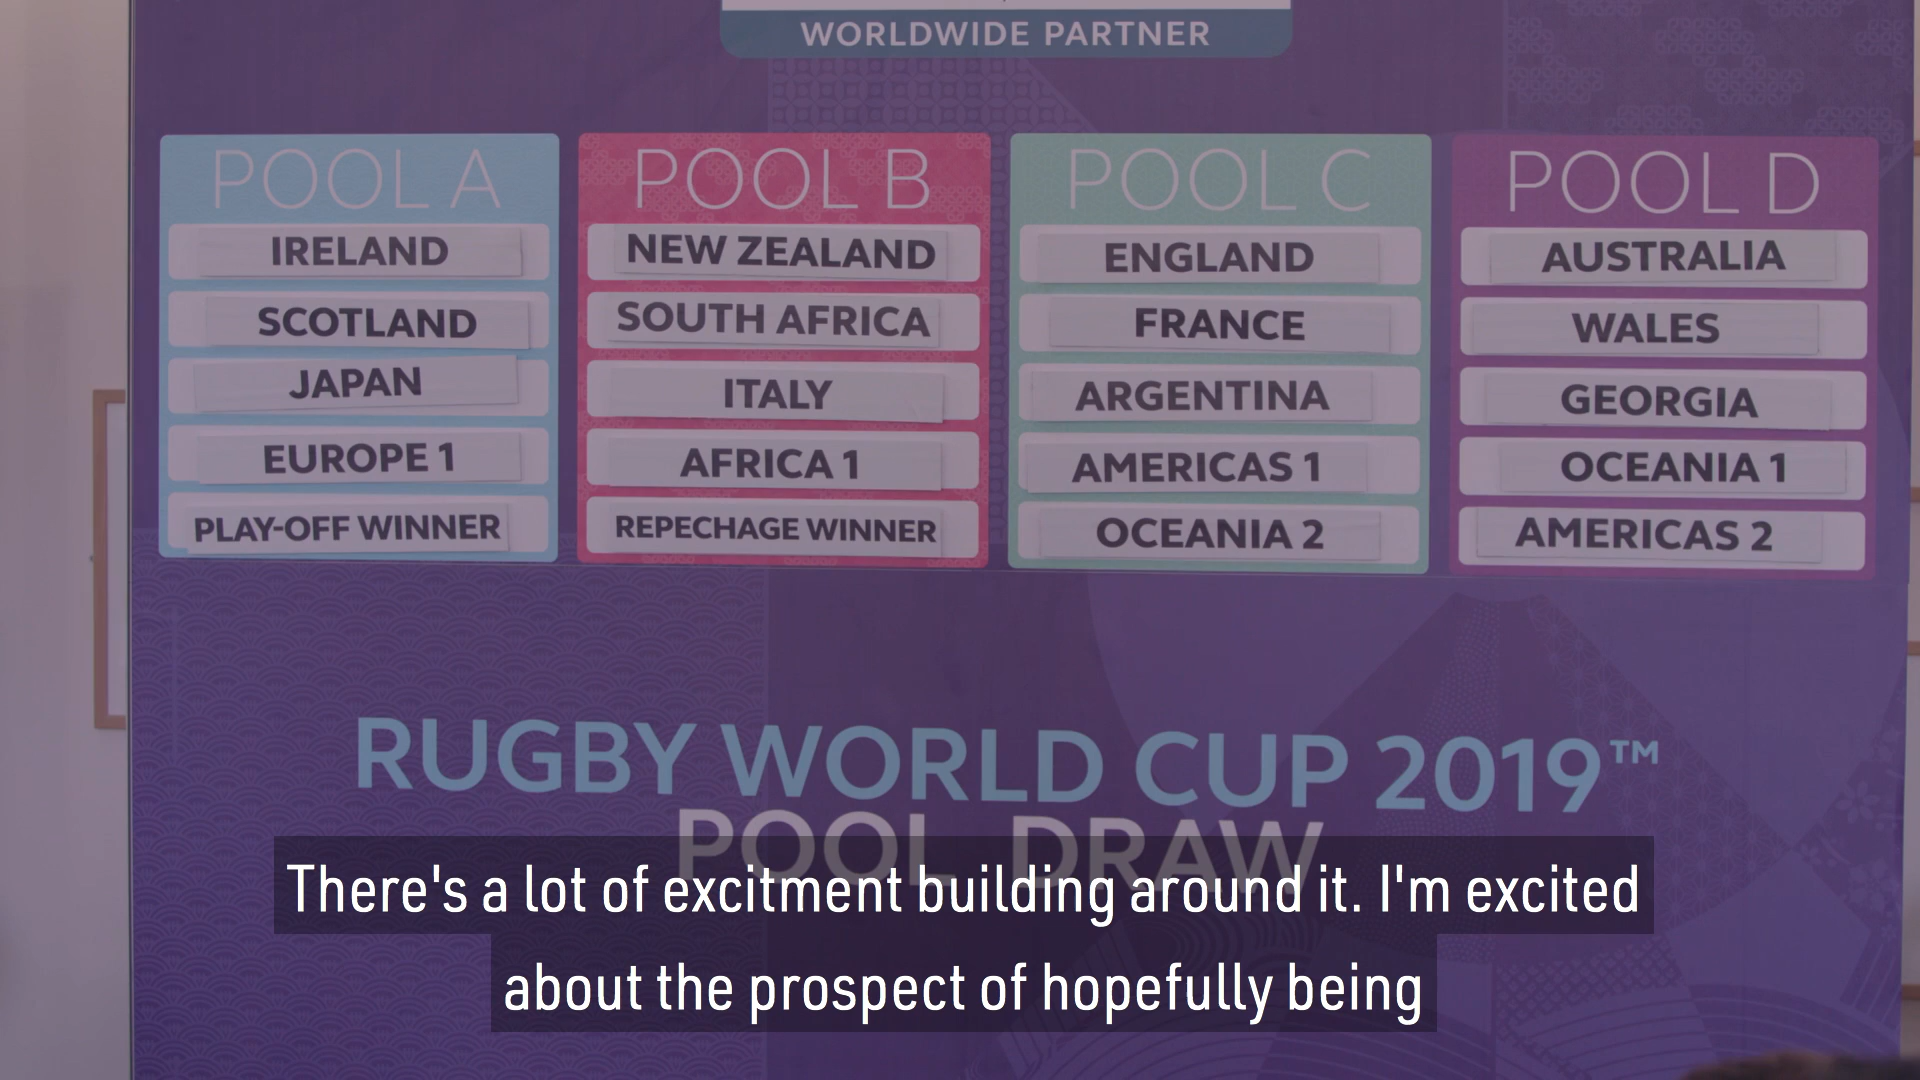 WORLDWIDE PARTNER
POOL A
IRELAND
SCOTLAND
JAPAN
EUROPE 1
PLAY-OFF WINNER
POOL B
NEW ZEALAND
SOUTH AFRICA
ITALY
AFRICA 1
REPECHAGE WINNER
POOL C
ENGLAND
FRANCE
ARGENTINA
AMERICAS 1
OCEANIA 2
POOL D
AUSTRALIA
WALES
GEORGIA
OCEANIA 1
AMERICAS 2
RUGBY WORLD CUP 2019™
POOL DRAW
There's a lot of excitment building around it. I'm excited
about the prospect of hopefully being